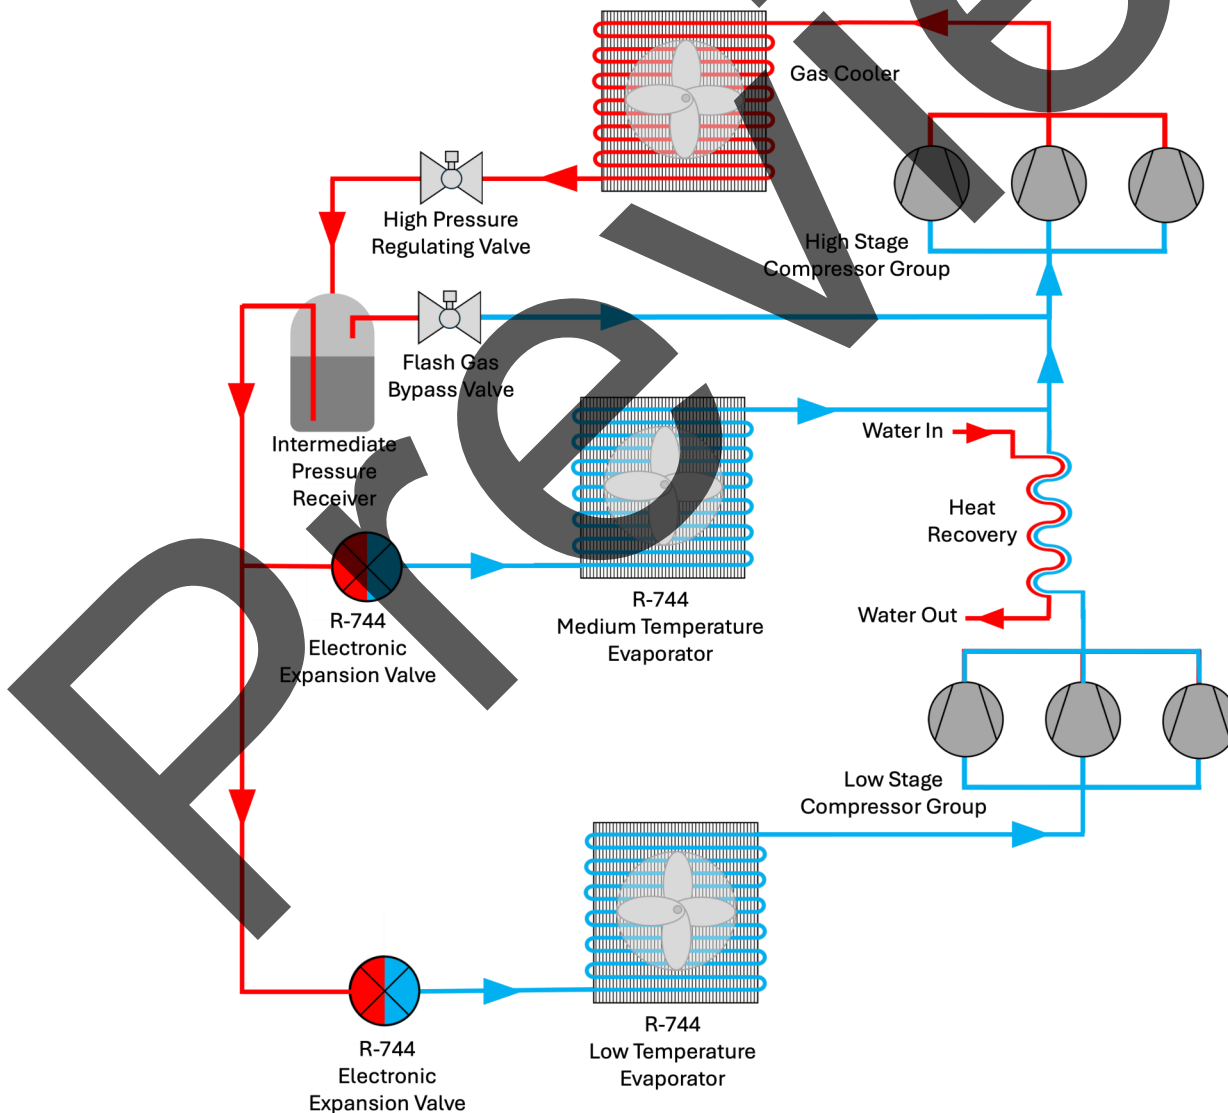 Gas Cooler
High Pressure
Regulating Valve
High Stage
Compressor Group
Flash Gas
Bypass Valve
Intermediate
Pressure
Receiver
Water In
Heat
Recovery
Water Out
R-744
Electronic
Expansion Valve
R-744
Medium Temperature
Evaporator
Low Stage
Compressor Group
R-744
Low Temperature
Evaporator
R-744
Electronic
Expansion Valve
Previe